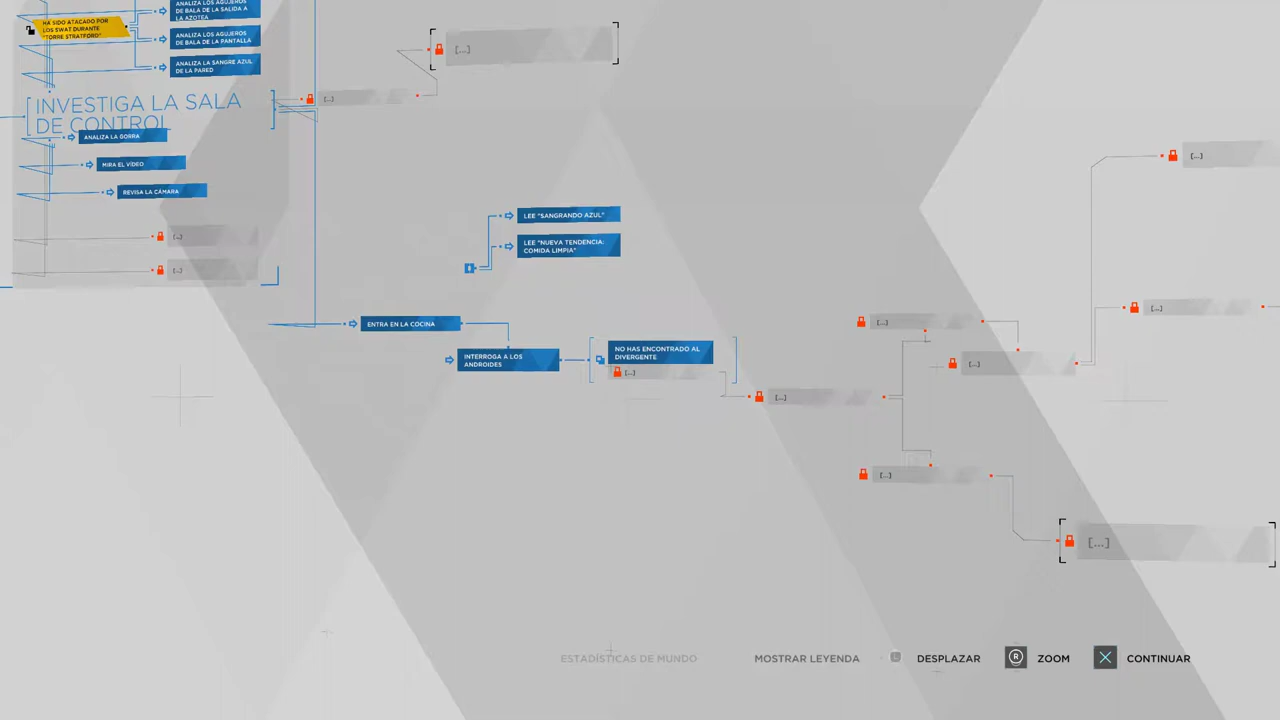 ANALIZA LOS AGUJEROS
DE BALA DE LA SALIDA A
LA AZOTEA
HA SIDO ATACADO POR
LOS SWAT DURANTE
"TORRE STRATFORD"
ANALIZA LOS AGUJEROS
DE BALA DE LA PANTALLA
ANALIZA LA SANGRE AZUL
DE LA PARED
INVESTIGA LA SALA
DE CONTROL
ANALIZA LA GORRA
MIRA EL VÍDEO
REVISA LA CÁMARA
[...]
[...]
[...]
[...]
LEE "SANGRANDO AZUL"
LEE "NUEVA TENDENCIA:
COMIDA LIMPIA"
ENTRA EN LA COCINA
INTERROGA A LOS
ANDROIDES
NO HAS ENCONTRADO AL
DIVERGENTE
[...]
[...]
[...]
[...]
[...]
[...]
[...]
[...]
ESTADÍSTICAS DE MUNDO
MOSTRAR LEYENDA
L
DESPLAZAR
R
ZOOM
CONTINUAR